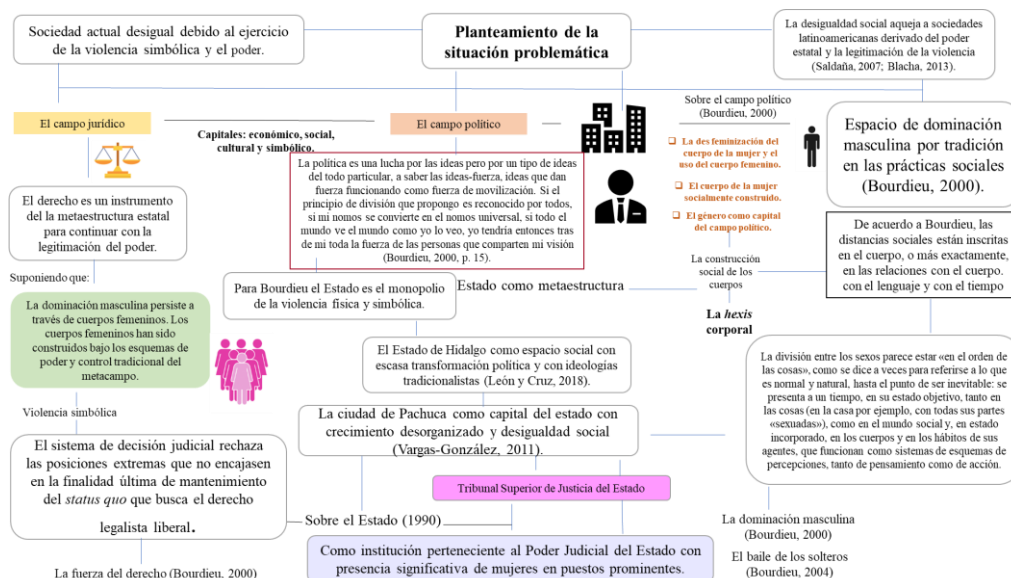 Sociedad actual desigual debido al ejercicio
de la violencia simbólica y el poder.
Planteamiento de la
situación problemática
La desigualdad social aqueja a sociedades
latinoamericanas derivado del poder
estatal y la legitimación de la violencia
(Saldaña, 2007; Blacha, 2013).
El campo jurídico
Capitales: económico, social,
cultural y simbólico.
El campo político
Sobre el campo político
(Bourdieu, 2000)
La des feminización del
cuerpo de la mujer y el
uso del cuerpo femenino.
El cuerpo de la mujer
socialmente construido.
El género como capital
del campo político.
Espacio de dominación
masculina por tradición
en las prácticas sociales
(Bourdieu, 2000).
La política es una lucha por las ideas pero por un tipo de ideas
del todo particular, a saber las ideas-fuerza, ideas que dan
fuerza funcionando como fuerza de movilización. Si el
principio de división que propongo es reconocido por todos,
si mi nomos se convierte en el nomos universal, si todo el
mundo ve el mundo como yo lo veo, yo tendría entonces tras
de mi toda la fuerza de las personas que comparten mi visión
(Bourdieu, 2000, p. 15).
El derecho es un instrumento
del la metaestructura estatal
para continuar con la
legitimación del poder.
De acuerdo a Bourdieu, las
distancias sociales están inscritas
en el cuerpo, o más exactamente,
en las relaciones con el cuerpo.
con el lenguaje y con el tiempo
Suponiendo que:
La construcción
social de los
cuerpos
Para Bourdieu el Estado es el monopolio
de la violencia física y simbólica.
Estado como metaestructura
La dominación masculina persiste a
través de cuerpos femeninos. Los
cuerpos femeninos han sido
construidos bajo los esquemas de
poder y control tradicional del
metacampo.
La hexis
corporal
El Estado de Hidalgo como espacio social con
escasa transformación política y con ideologías
tradicionalistas (León y Cruz, 2018).
La división entre los sexos parece estar «en el orden de
las cosas», como se dice a veces para referirse a lo que
es normal y natural, hasta el punto de ser inevitable: se
presenta a un tiempo, en su estado objetivo, tanto en
las cosas (en la casa por ejemplo, con todas sus partes
«sexuadas»), como en el mundo social y, en estado
incorporado, en los cuerpos y en los hábitos de sus
agentes, que funcionan como sistemas de esquemas de
percepciones, tanto de pensamiento como de acción.
Violencia simbólica
La ciudad de Pachuca como capital del estado con
crecimiento desorganizado y desigualdad social
(Vargas-González, 2011).
El sistema de decisión judicial rechaza
las posiciones extremas que no encajasen
en la finalidad última de mantenimiento
del status quo que busca el derecho
legalista liberal.
Tribunal Superior de Justicia del Estado
Sobre el Estado (1990)
La dominación masculina
(Bourdieu, 2000)
Como institución perteneciente al Poder Judicial del Estado con
presencia significativa de mujeres en puestos prominentes.
El baile de los solteros
(Bourdieu, 2004)
La fuerza del derecho (Bourdieu, 2000)